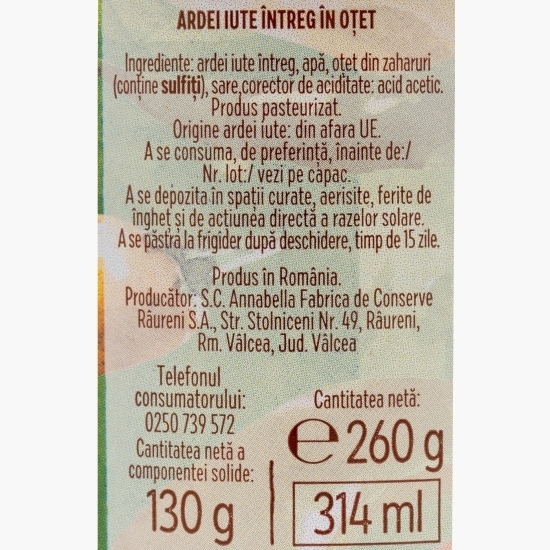 ARDEI IUTE ÎNTREG ÎN OȚET
Ingrediente: ardei iute întreg, apă, oțet din zaharuri
(conține sulfiți), sare, corector de aciditate: acid acetic.
Produs pasteurizat.
Origine ardei iute: din afara UE.
A se consuma, de preferință, înainte de:/
Nr. lot:/ vezi pe capac.
A se depozita în spații curate, aerisite, ferite de
îngheț și de acțiunea directă a razelor solare.
A se păstra la frigider după deschidere, timp de 15 zile.
Produs în România.
Producător: S.C. Annabella Fabrica de Conserve
Râureni S.A., Str. Stolniceni Nr. 49, Râureni,
Rm. Vâlcea, Jud. Vâlcea
Telefonul
consumatorului:
0250 739 572
Cantitatea netă a
componentei solide:
130 g
Cantitatea netă:
℮ 260 g
314 ml